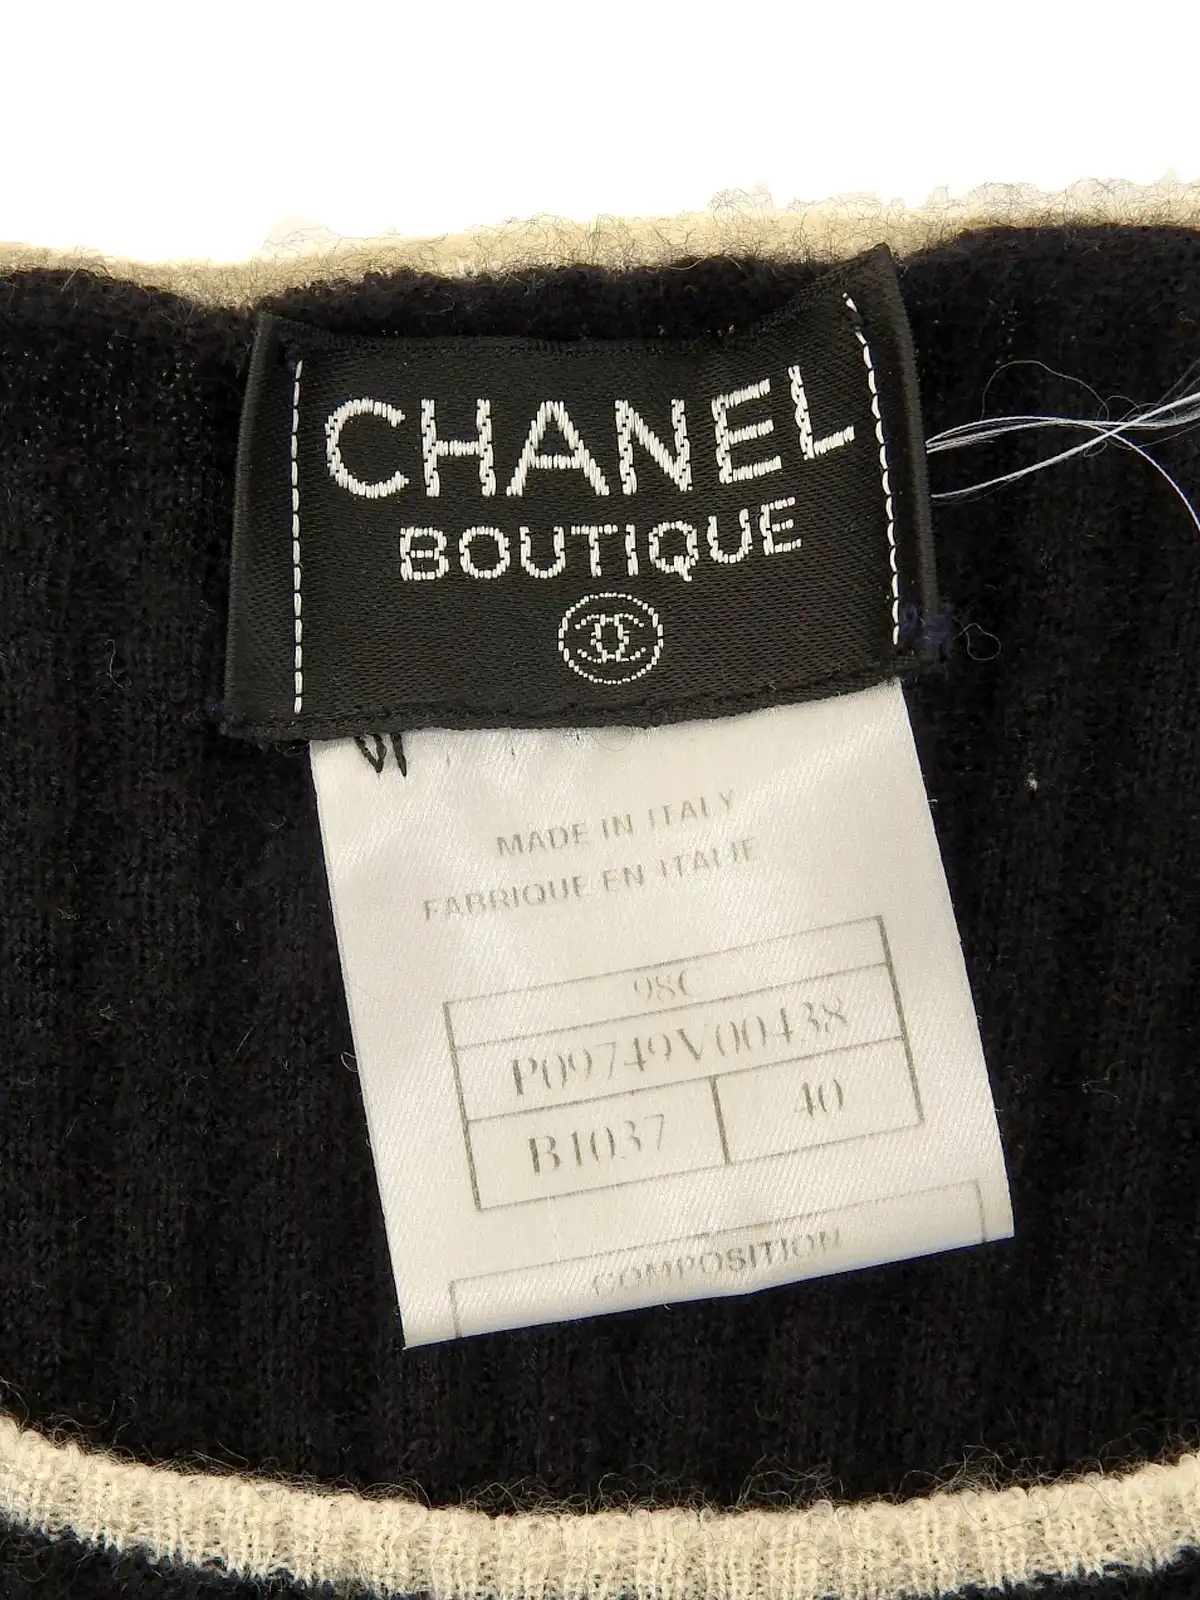 CHANEL
BOUTIQUE
MADE IN ITALY
FABRIQUE EN ITALIE
98C
P09749V00438
B1037 40
COMPOSITION